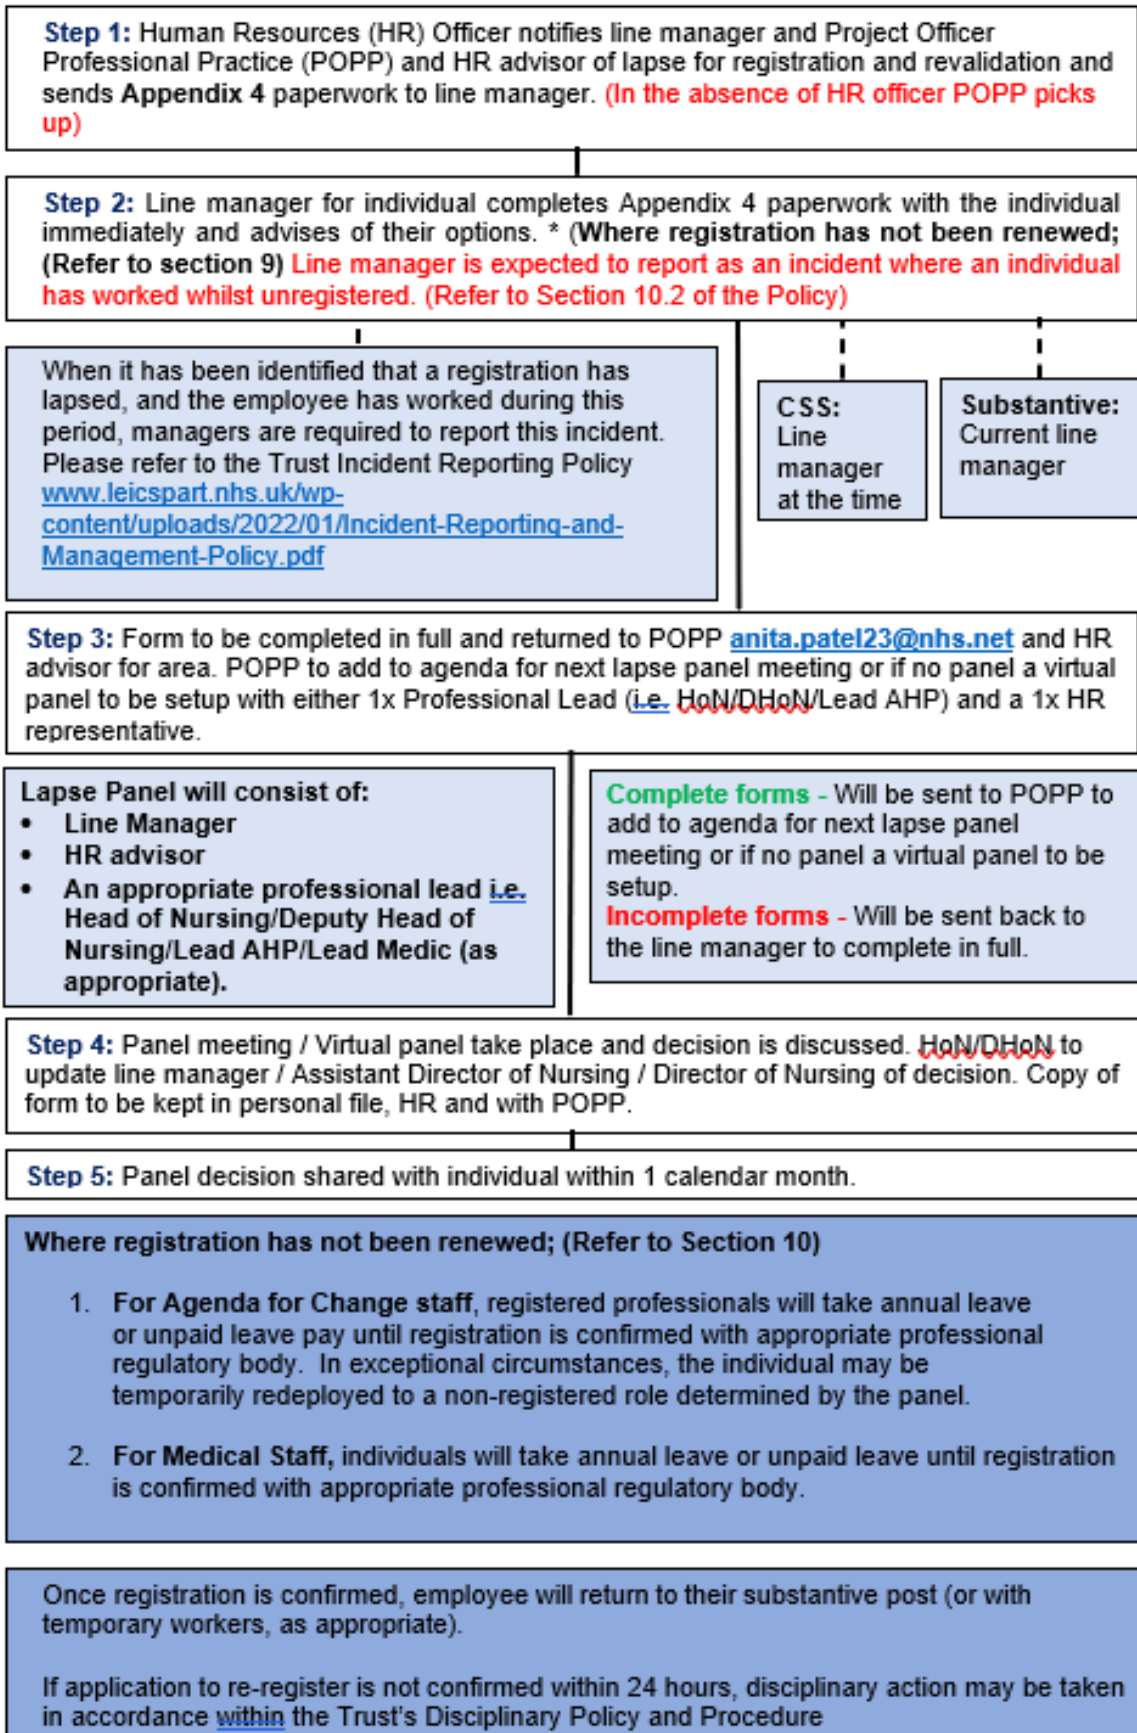 Step 1: Human Resources (HR) Officer notifies line manager and Project Officer
Professional Practice (POPP) and HR advisor of lapse for registration and revalidation and
sends Appendix 4 paperwork to line manager. (In the absence of HR officer POPP picks
up)
Step 2: Line manager for individual completes Appendix 4 paperwork with the individual
immediately and advises of their options. * (Where registration has not been renewed;
(Refer to section 9) Line manager is expected to report as an incident where an individual
has worked whilst unregistered. (Refer to Section 10.2 of the Policy)
When it has been identified that a registration has
lapsed, and the employee has worked during this
period, managers are required to report this incident.
Please refer to the Trust Incident Reporting Policy
www.leicspart.nhs.uk/wp-
content/uploads/2022/01/Incident-Reporting-and-
Management-Policy.pdf
CSS:
Line
manager
at the time
Substantive:
Current line
manager
Step 3: Form to be completed in full and returned to POPP anita.patel23@nhs.net and HR
advisor for area. POPP to add to agenda for next lapse panel meeting or if no panel a virtual
panel to be setup with either 1x Professional Lead (i.e. HoN/DHoN/Lead AHP) and a 1x HR
representative.
Lapse Panel will consist of:
• Line Manager
• HR advisor
• An appropriate professional lead i.e.
Head of Nursing/Deputy Head of
Nursing/Lead AHP/Lead Medic (as
appropriate).
Complete forms - Will be sent to POPP to
add to agenda for next lapse panel
meeting or if no panel a virtual panel to be
setup.
Incomplete forms - Will be sent back to
the line manager to complete in full.
Step 4: Panel meeting / Virtual panel take place and decision is discussed. HoN/DHoN to
update line manager / Assistant Director of Nursing / Director of Nursing of decision. Copy of
form to be kept in personal file, HR and with POPP.
Step 5: Panel decision shared with individual within 1 calendar month.
Where registration has not been renewed; (Refer to Section 10)
1. For Agenda for Change staff, registered professionals will take annual leave
or unpaid leave pay until registration is confirmed with appropriate professional
regulatory body. In exceptional circumstances, the individual may be
temporarily redeployed to a non-registered role determined by the panel.
2. For Medical Staff, individuals will take annual leave or unpaid leave until registration
is confirmed with appropriate professional regulatory body.
Once registration is confirmed, employee will return to their substantive post (or with
temporary workers, as appropriate).
If application to re-register is not confirmed within 24 hours, disciplinary action may be taken
in accordance within the Trust's Disciplinary Policy and Procedure